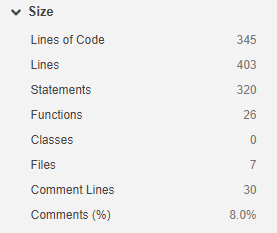 Size
Lines of Code 345
Lines 403
Statements 320
Functions 26
Classes 0
Files 7
Comment Lines 30
Comments (%) 8.0%